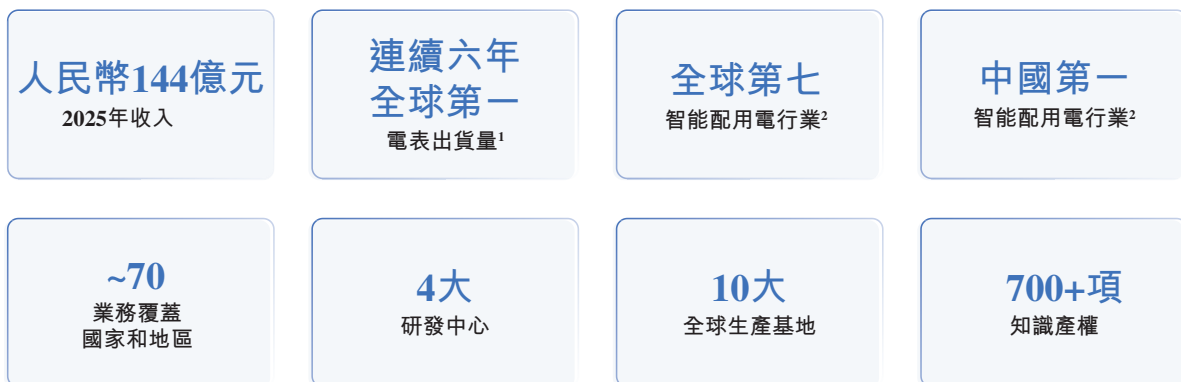 人民幣144億元
2025年收入
連續六年
全球第一
電表出貨量¹
全球第七
智能配用電行業²
中國第一
智能配用電行業²
~70
業務覆蓋
國家和地區
4大
研發中心
10大
全球生產基地
700+項
知識產權